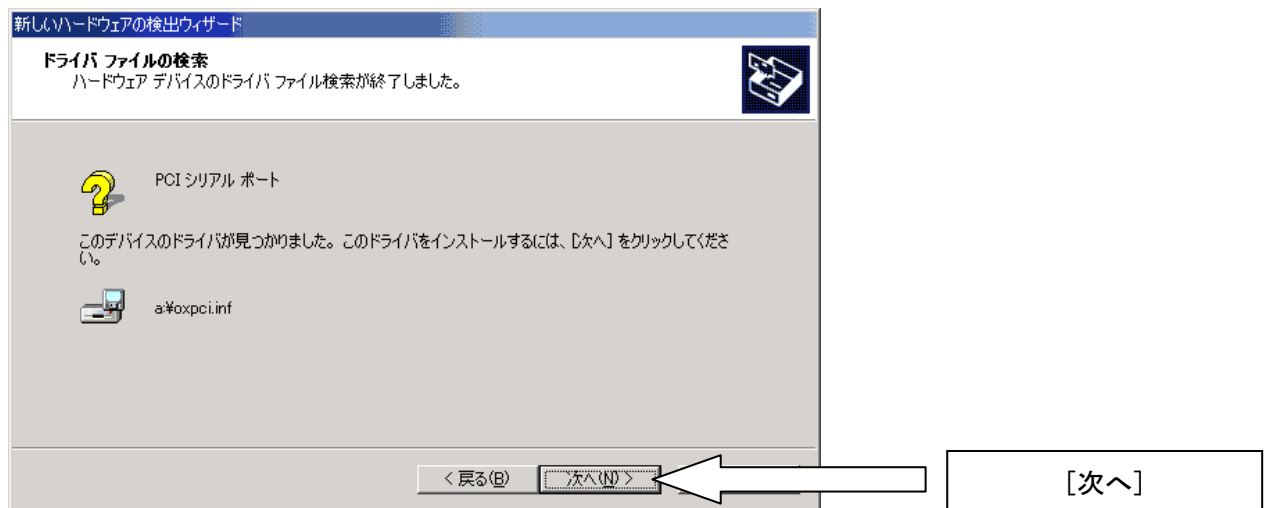 新しいハードウェアの検出ウィザード
ドライバ ファイルの検索
ハードウェア デバイスのドライバ ファイル検索が終了しました。
PCI シリアル ポート
このデバイスのドライバが見つかりました。このドライバをインストールするには、[次へ] をクリックしてくださ
い。
a:¥oxpci.inf
< 戻る(B) 次へ(N) >
[次へ]